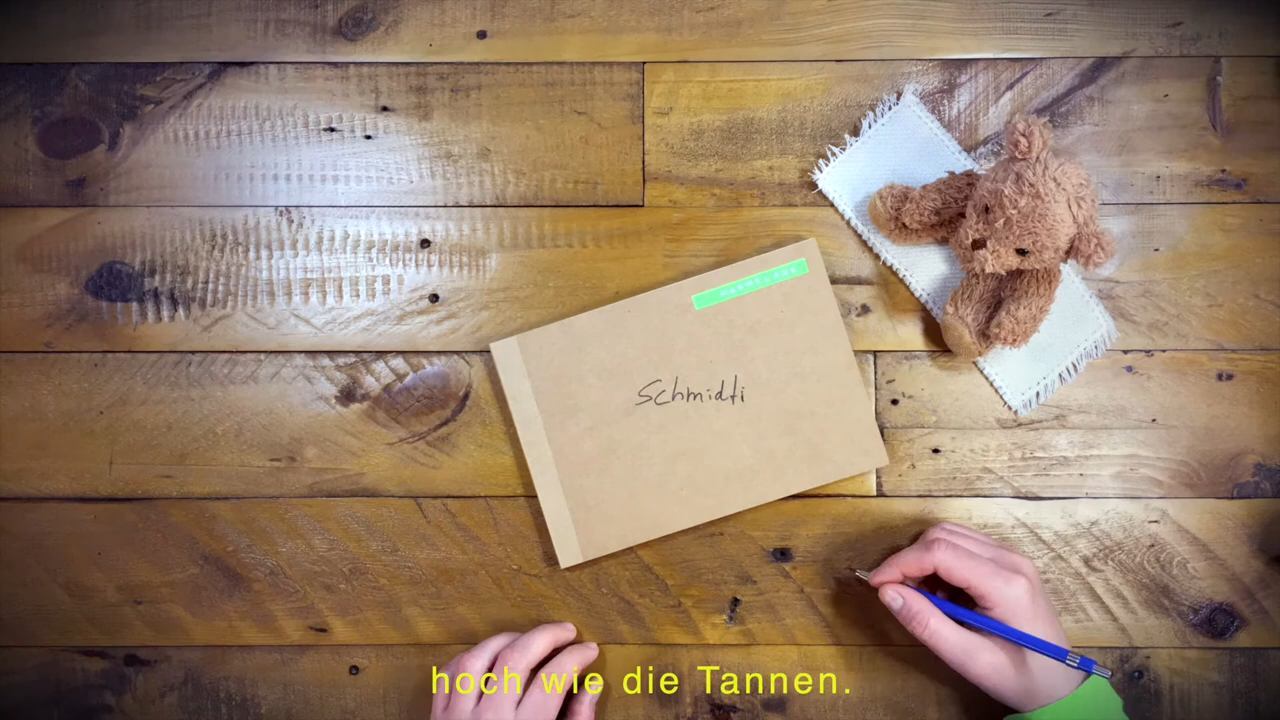 Schmidti
hoch wie die Tannen.